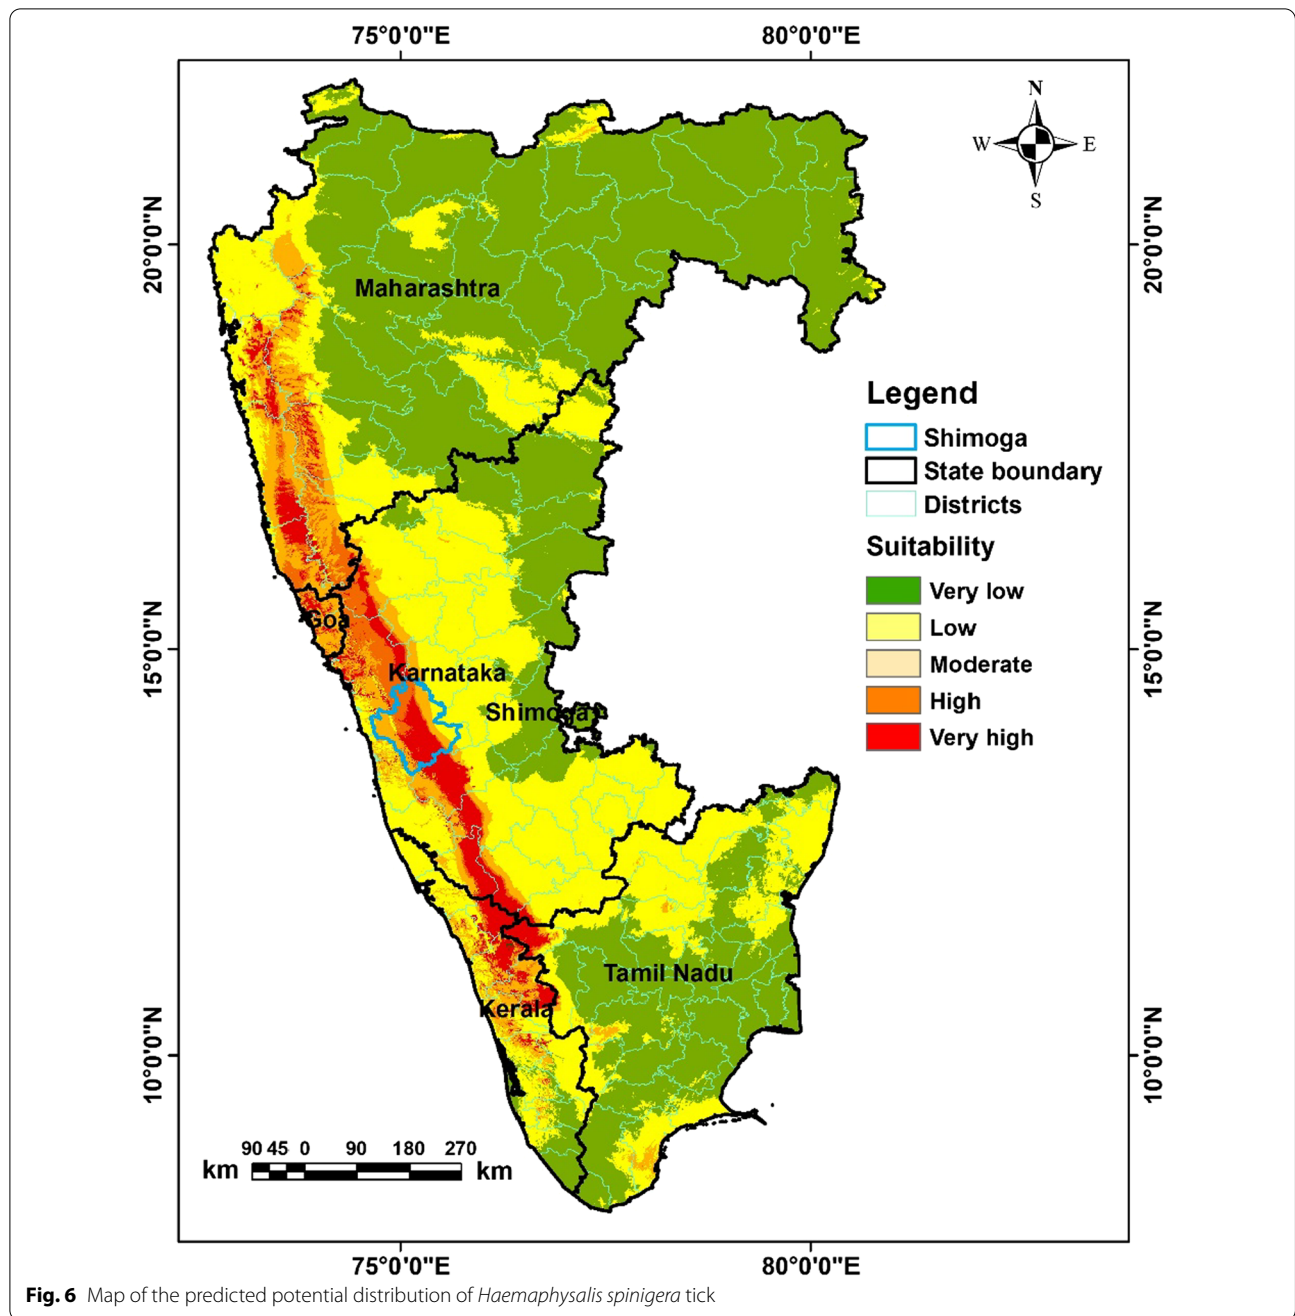 75°0'0"E 80°0'0"E
N
W E
S
20°0'0"N 20°0'0"N
Maharashtra
Legend
Shimoga
State boundary
Districts
Suitability
Very low
Low
Moderate
High
Very high
Goa
15°0'0"N 15°0'0"N
Karnataka
Shimoga
Tamil Nadu
Kerala
10°0'0"N 10°0'0"N
90 45 0 90 180 270
km km
75°0'0"E 80°0'0"E
Fig. 6 Map of the predicted potential distribution of Haemaphysalis spinigera tick